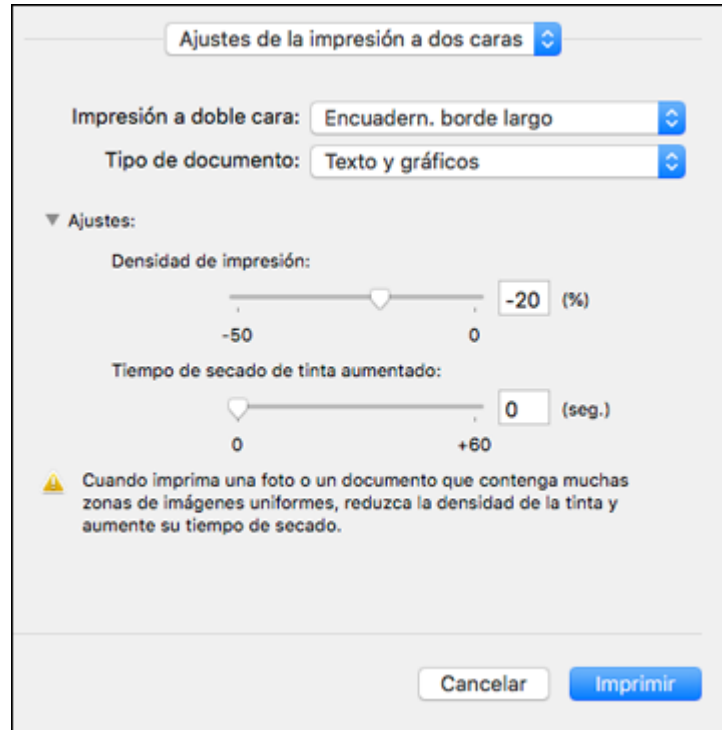 Ajustes de la impresión a dos caras
Impresión a doble cara: Encuadern. borde largo
Tipo de documento: Texto y gráficos
Ajustes:
Densidad de impresión:
-20 (%)
-50 0
Tiempo de secado de tinta aumentado:
0 (seg.)
0 +60
Cuando imprima una foto o un documento que contenga muchas
zonas de imágenes uniformes, reduzca la densidad de la tinta y
aumente su tiempo de secado.
Cancelar Imprimir